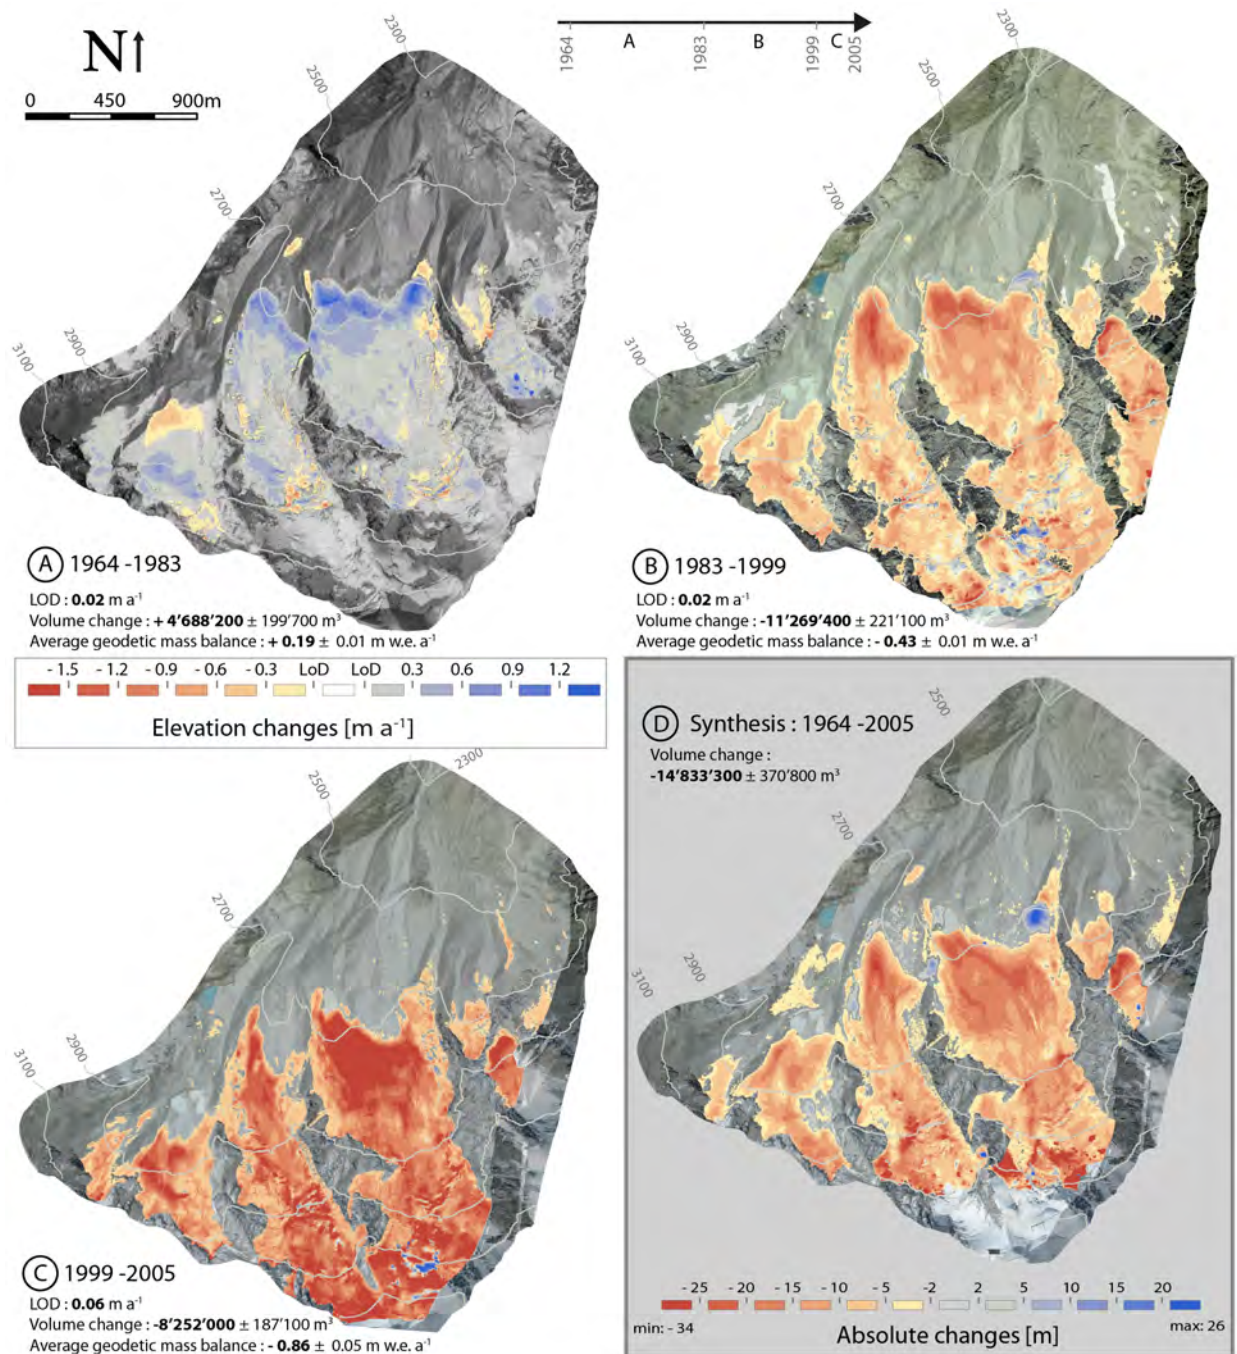 N↑
0 450 900m
1964 A 1983 B 1999 C 2005
2300
2500
2700
2900
3100
2300
2500
2700
2900
3100
A 1964 -1983
LOD : 0.02 m a⁻¹
Volume change : + 4'688'200 ± 199'700 m³
Average geodetic mass balance : + 0.19 ± 0.01 m w.e. a⁻¹
B 1983 -1999
LOD : 0.02 m a⁻¹
Volume change : -11'269'400 ± 221'100 m³
Average geodetic mass balance : - 0.43 ± 0.01 m w.e. a⁻¹
- 1.5 - 1.2 - 0.9 - 0.6 - 0.3 LoD LoD 0.3 0.6 0.9 1.2
Elevation changes [m a⁻¹]
2300
2500
2700
2900
3100
C 1999 -2005
LOD : 0.06 m a⁻¹
Volume change : -8'252'000 ± 187'100 m³
Average geodetic mass balance : - 0.86 ± 0.05 m w.e. a⁻¹
D Synthesis : 1964 -2005
Volume change :
-14'833'300 ± 370'800 m³
2500
2700
2900
3100
-25 -20 -15 -10 -5 -2 2 5 10 15 20
min: - 34 max: 26
Absolute changes [m]